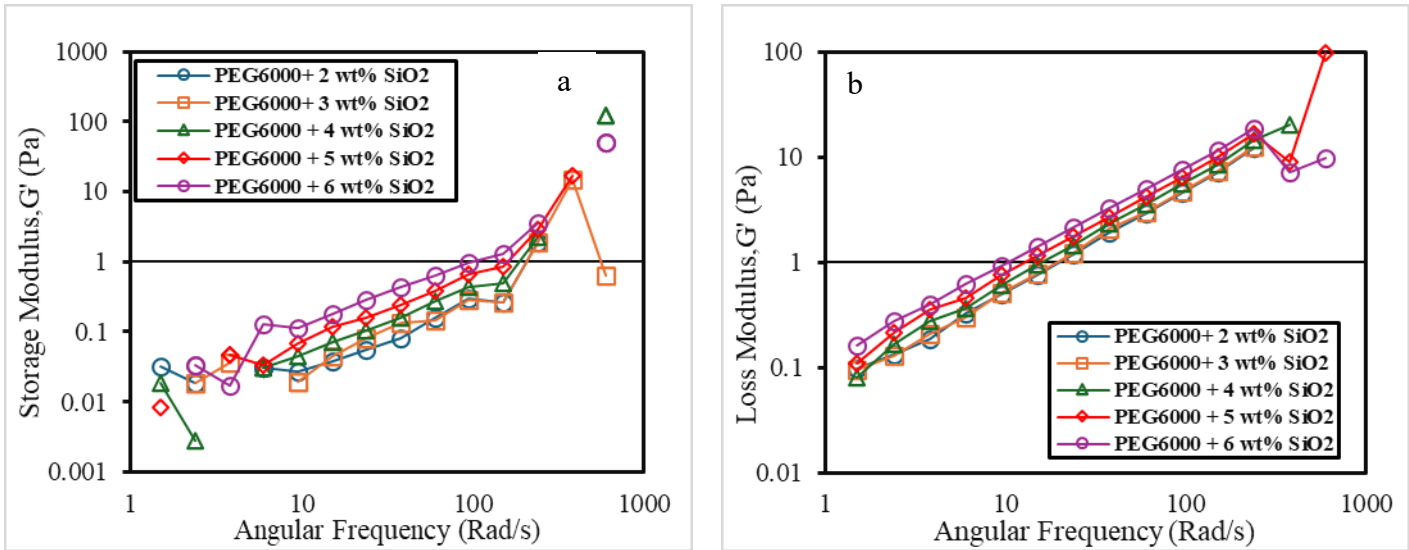 a
1000
100
10
1
0.1
0.01
0.001
Storage Modulus,G' (Pa)
PEG6000+ 2 wt% SiO2
PEG6000+ 3 wt% SiO2
PEG6000 + 4 wt% SiO2
PEG6000 + 5 wt% SiO2
PEG6000 + 6 wt% SiO2
1 10 100 1000
Angular Frequency (Rad/s)
b
100
10
1
0.1
0.01
Loss Modulus,G' (Pa)
PEG6000+ 2 wt% SiO2
PEG6000+ 3 wt% SiO2
PEG6000 + 4 wt% SiO2
PEG6000 + 5 wt% SiO2
PEG6000 + 6 wt% SiO2
1 10 100 1000
Angular Frequency (Rad/s)